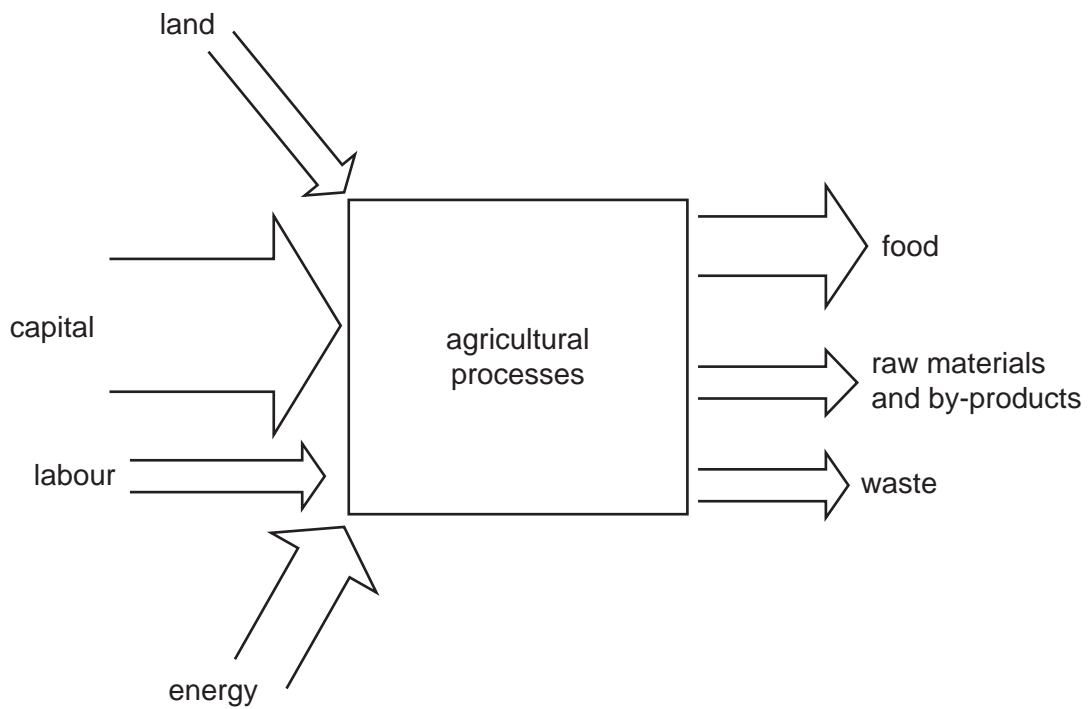 land
capital
labour
energy
agricultural
processes
food
raw materials
and by-products
waste